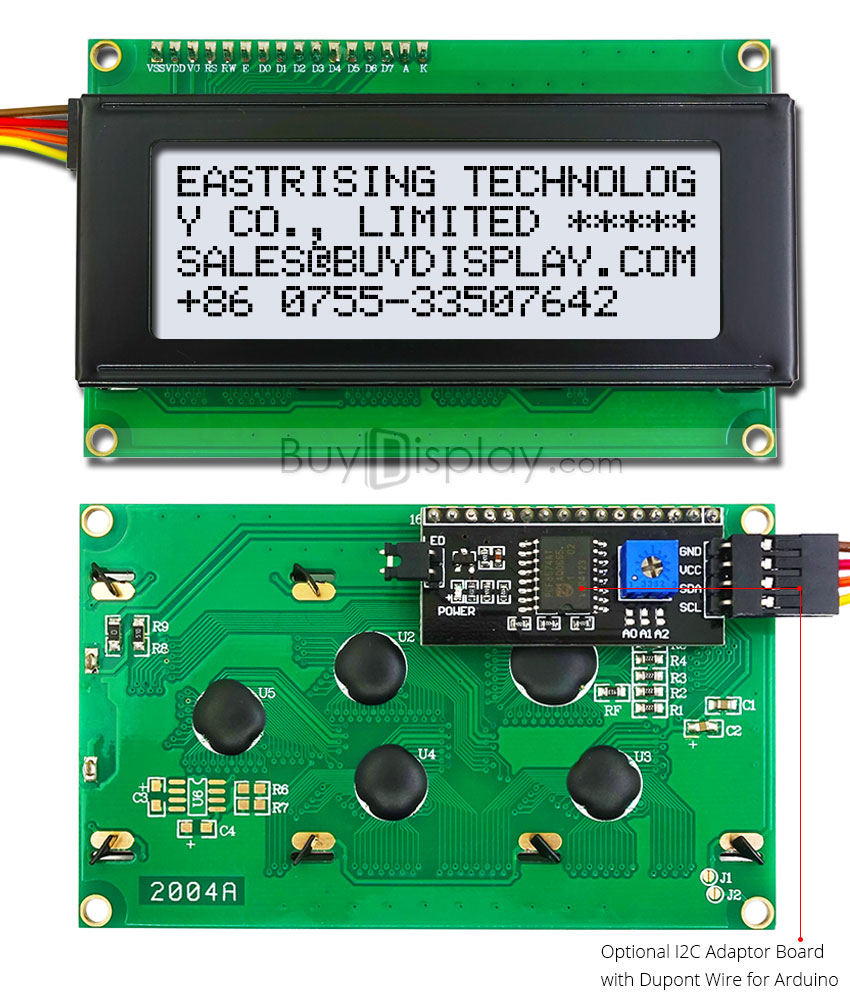 VSS VDD VO RS RW E D0 D1 D2 D3 D4 D5 D6 D7 A K
EASTRISING TECHNOLOG
Y CO., LIMITED *****
SALES@BUYDISPLAY.COM
+86 0755-33507642
BuyDisplay.com
16
ED
GND
VCC
SDA
SCL
POWER
A0 A1 A2
R9
R8
U2
R4
R3
R2
R1
RF
C1
C2
+
U5
U4
U3
+
C3
U6
R6
R7
C4
+
J1
J2
2004A
Optional I2C Adaptor Board
with Dupont Wire for Arduino